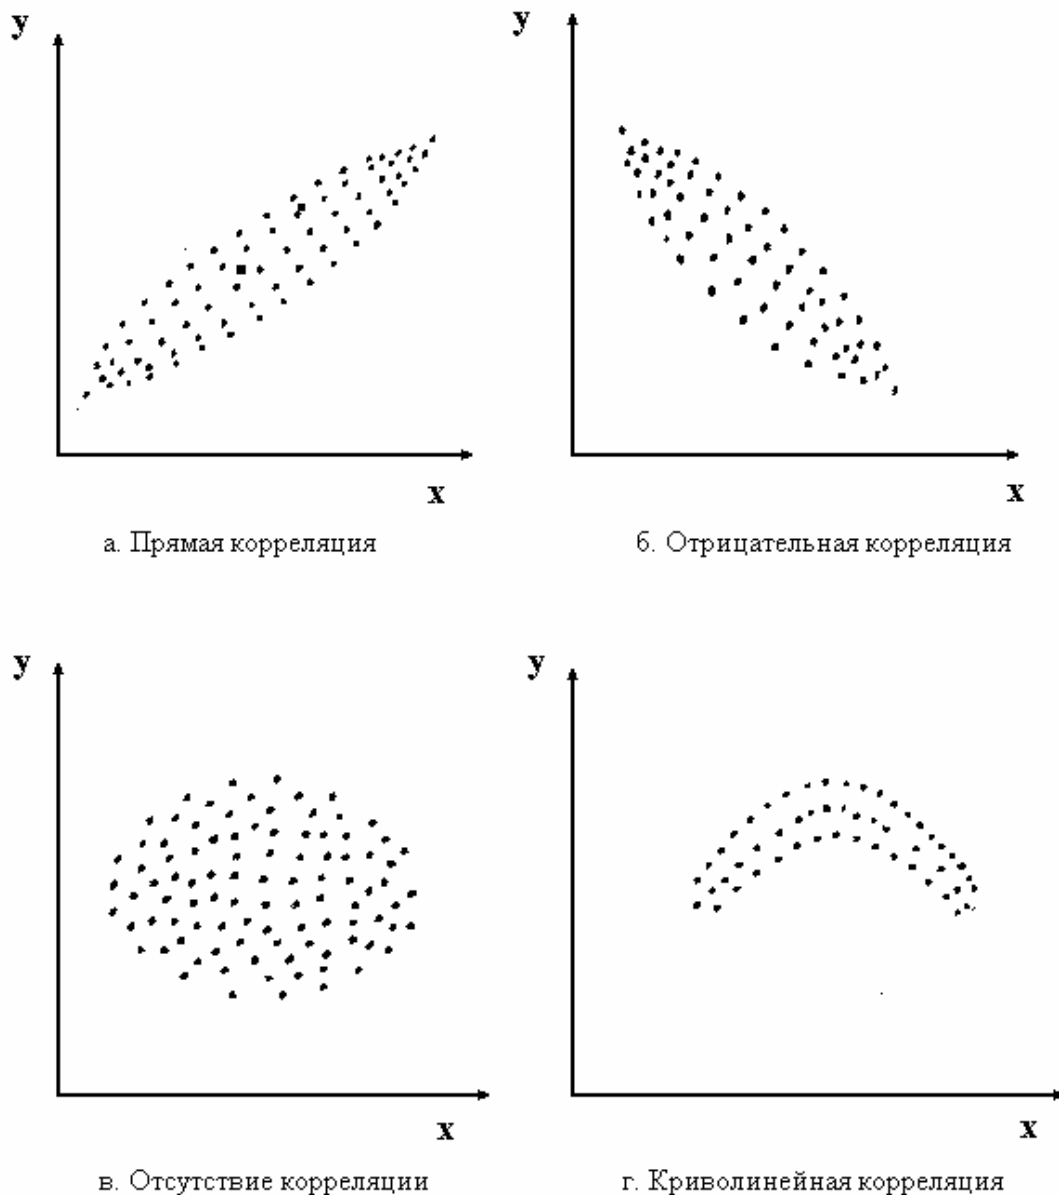 y
y
x
x
а. Прямая корреляция
б. Отрицательная корреляция
y
y
x
x
в. Отсутствие корреляции
г. Криволинейная корреляция